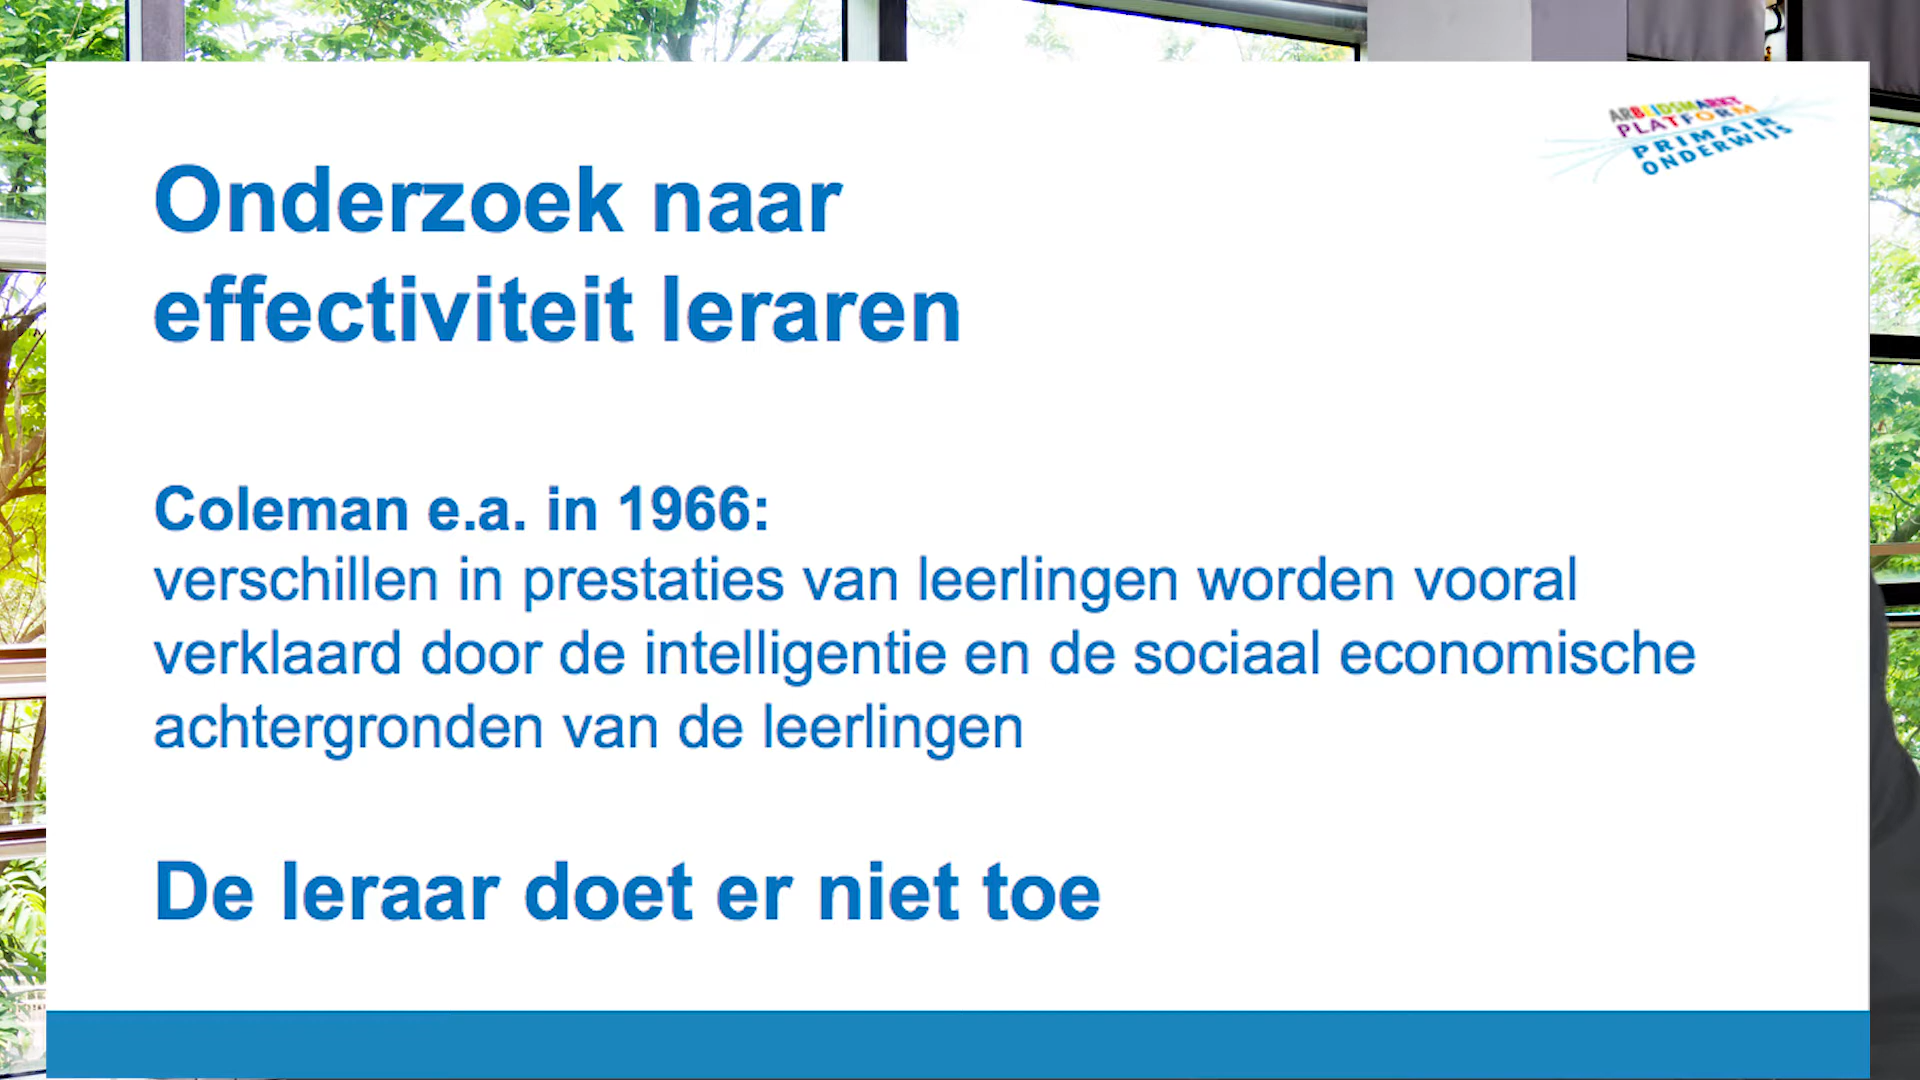 ARBEIDSMARKT
PLATFORM
PRIMAIR
ONDERWIJS
Onderzoek naar
effectiviteit leraren
Coleman e.a. in 1966:
verschillen in prestaties van leerlingen worden vooral
verklaard door de intelligentie en de sociaal economische
achtergronden van de leerlingen
De leraar doet er niet toe